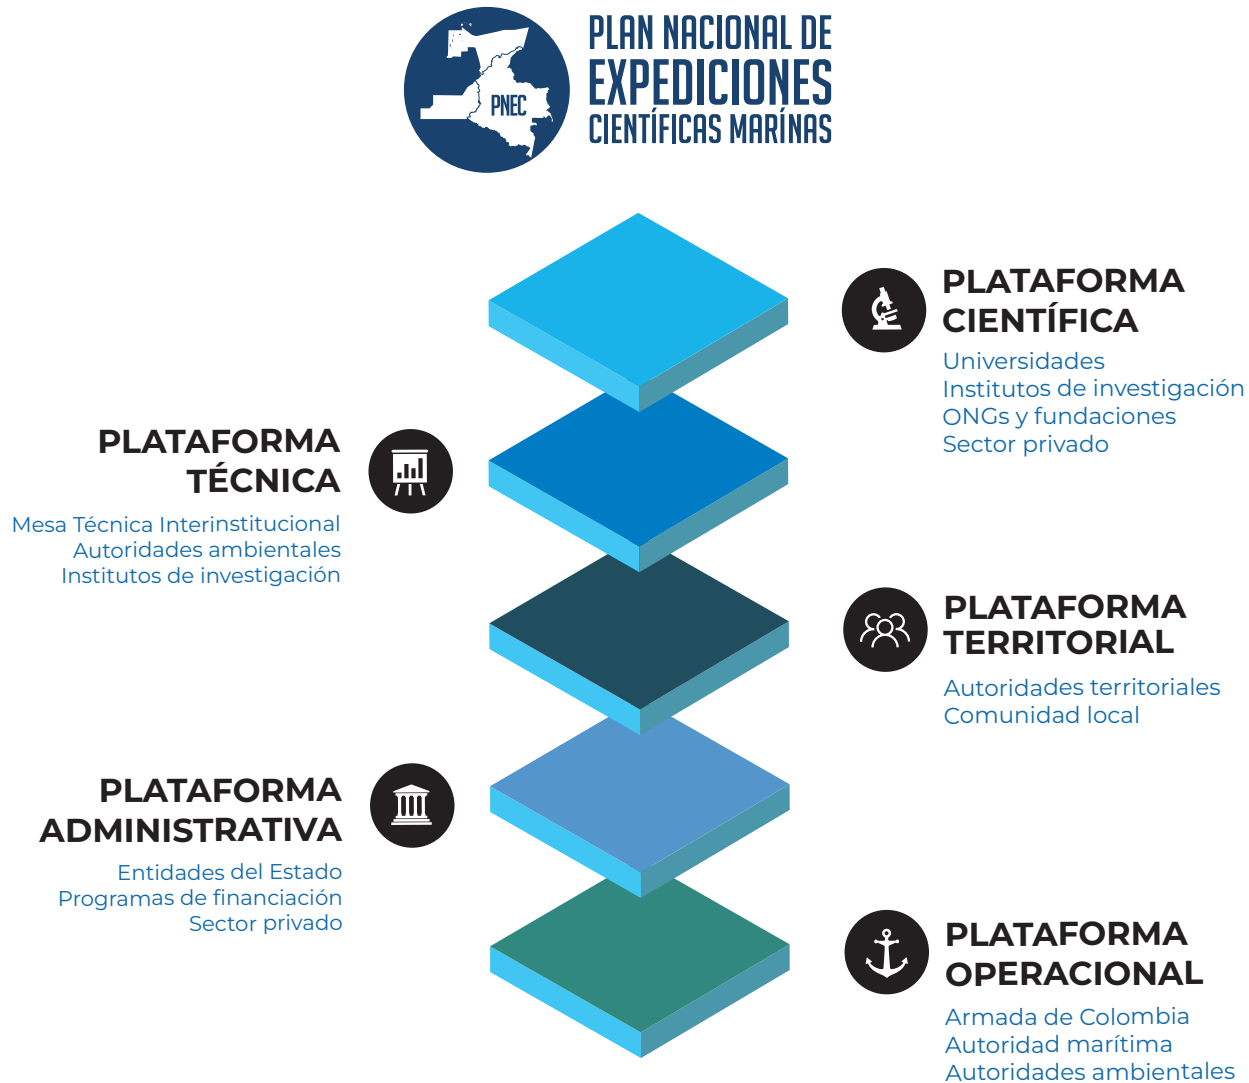 PNEC
PLAN NACIONAL DE
EXPEDICIONES
CIENTÍFICAS MARÍNAS
PLATAFORMA
CIENTÍFICA
Universidades
Institutos de investigación
ONGs y fundaciones
Sector privado
PLATAFORMA
TÉCNICA
Mesa Técnica Interinstitucional
Autoridades ambientales
Institutos de investigación
PLATAFORMA
TERRITORIAL
Autoridades territoriales
Comunidad local
PLATAFORMA
ADMINISTRATIVA
Entidades del Estado
Programas de financiación
Sector privado
PLATAFORMA
OPERACIONAL
Armada de Colombia
Autoridad marítima
Autoridades ambientales